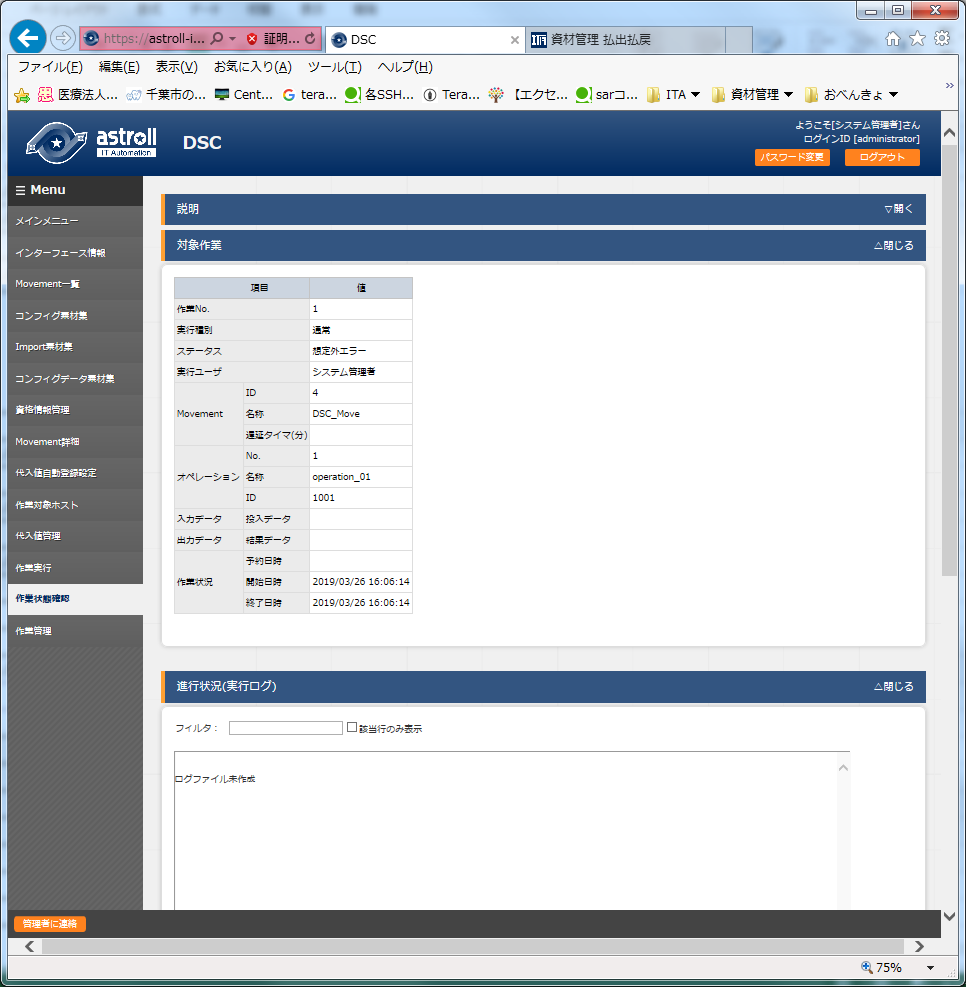 https://astroll-i...
証明...
DSC
資材管理 払出払戻
ファイル(F) 編集(E) 表示(V) お気に入り(A) ツール(T) ヘルプ(H)
医療法人... 千葉市の... Cent... tera... 各SSH... Tera... 【エクセ... sarコ... ITA 資材管理 おべんきょ
astroll
IT Automation
DSC
ようこそ[システム管理者]さん
ログインID [administrator]
パスワード変更 ログアウト
Menu
メインメニュー
インターフェース情報
Movement一覧
コンフィグ素材集
Import素材集
コンフィグデータ素材集
資格情報管理
Movement詳細
代入値自動登録設定
作業対象ホスト
代入値管理
作業実行
作業状態確認
作業管理
説明 ▽開く
対象作業 △閉じる
項目 値
作業No. 1
実行種別 通常
ステータス 想定外エラー
実行ユーザ システム管理者
Movement ID 4
名称 DSC_Move
遅延タイマ(分)
オペレーション No. 1
名称 operation_01
ID 1001
入力データ 投入データ
出力データ 結果データ
作業状況 予約日時
開始日時 2019/03/26 16:06:14
終了日時 2019/03/26 16:06:14
進行状況(実行ログ) △閉じる
フィルタ： 該当行のみ表示
ログファイル未作成
管理者に連絡
75%